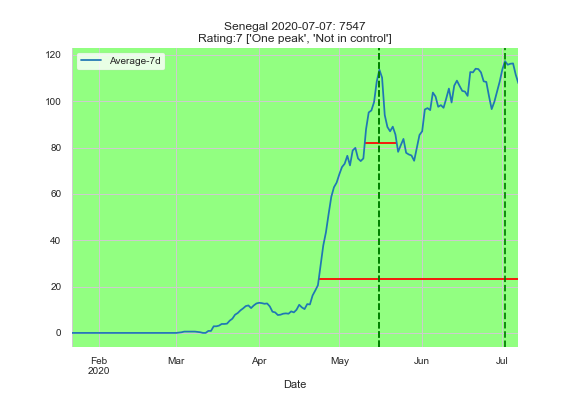 Senegal 2020-07-07: 7547
Rating:7 ['One peak', 'Not in control']
Average-7d
120
100
80
60
40
20
0
Feb
2020
Mar
Apr
May
Jun
Jul
Date